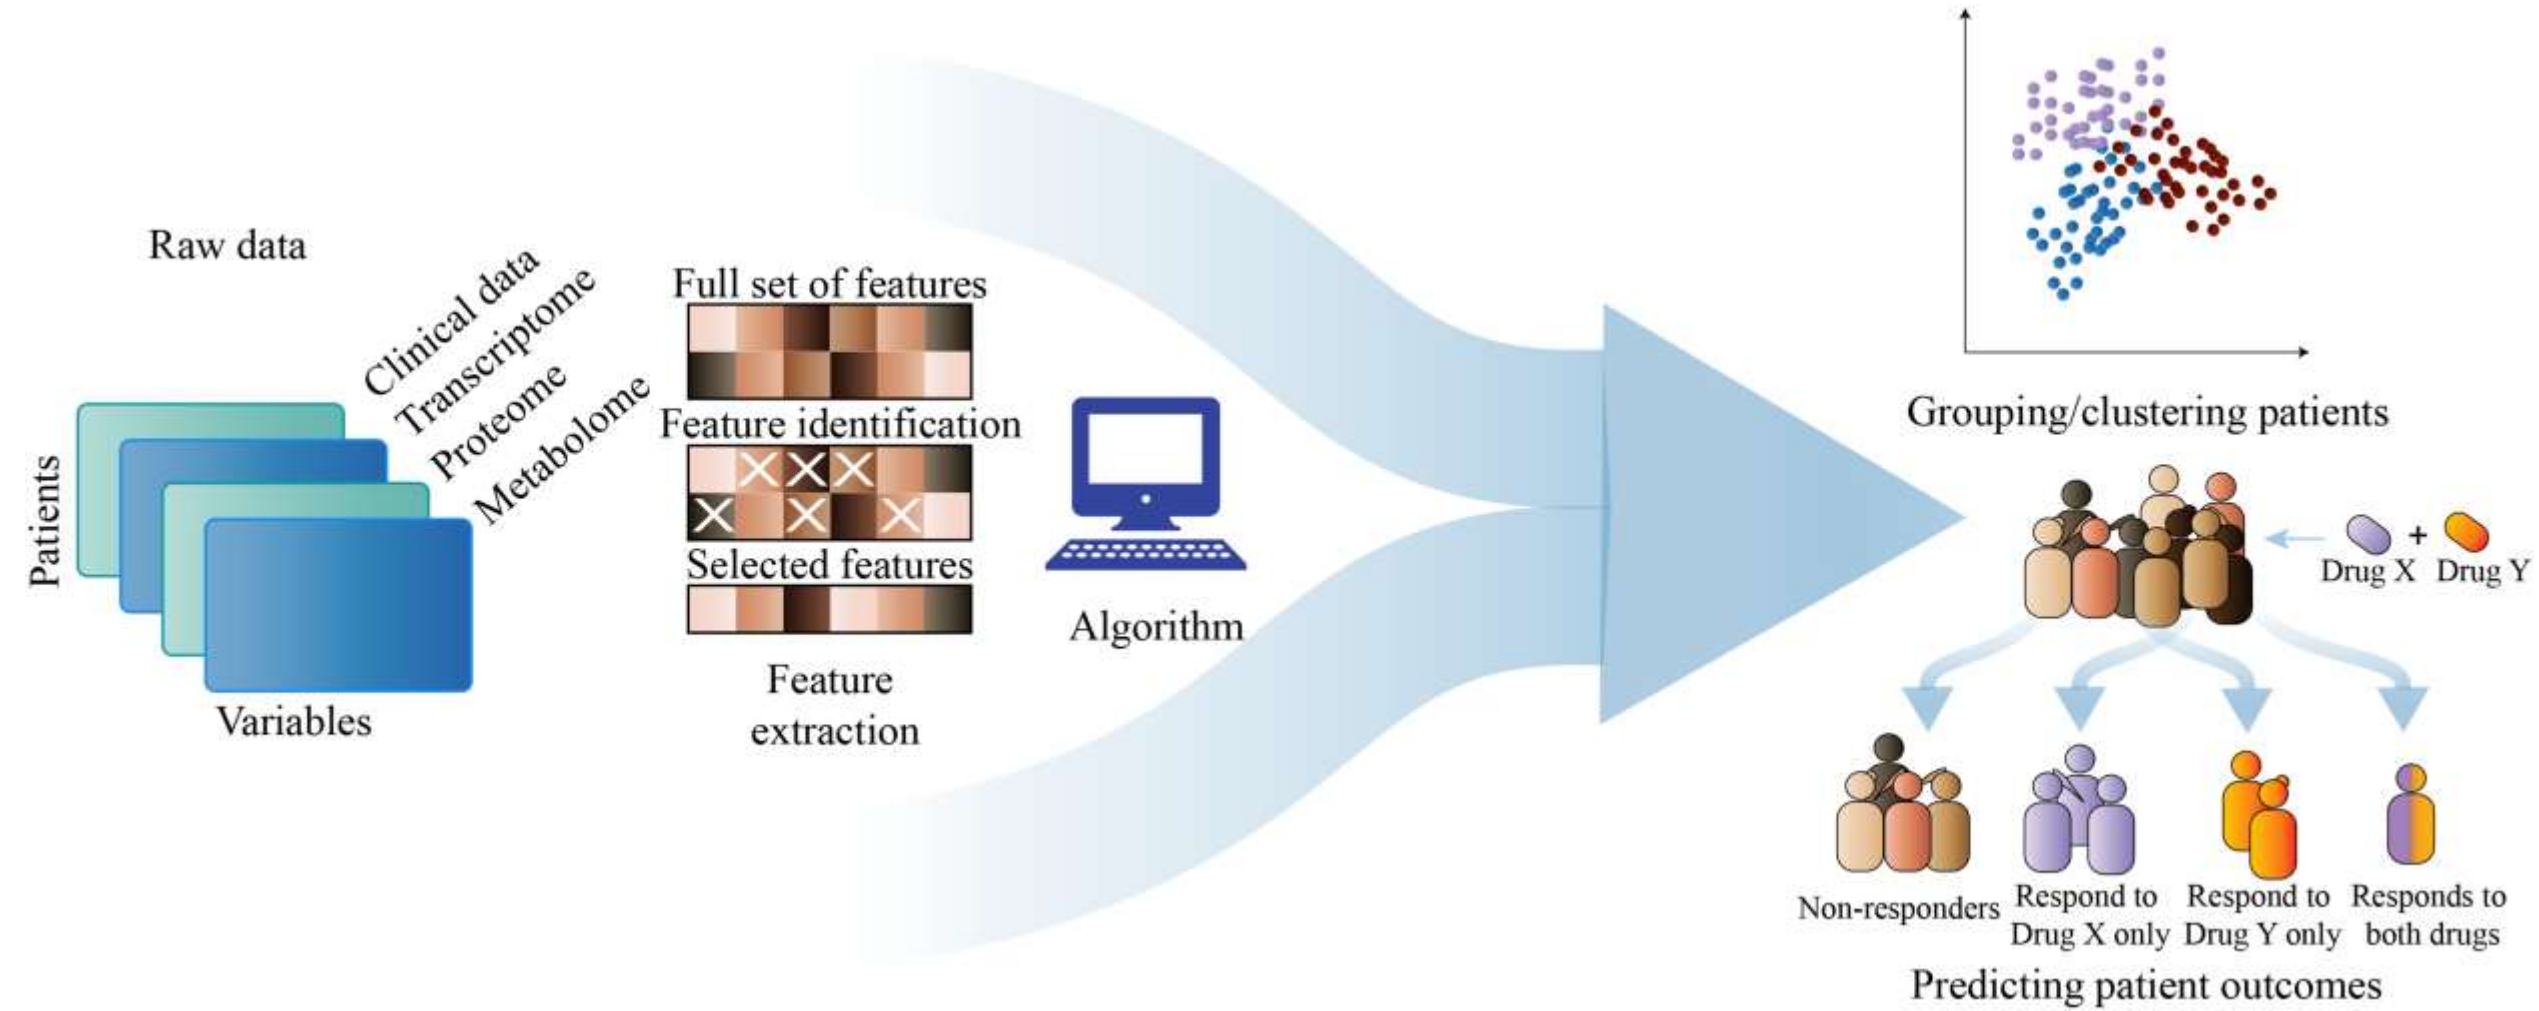 Raw data
Clinical data
Transcriptome
Proteome
Metabolome
Patients
Variables
Full set of features
Feature identification
Selected features
Feature
extraction
Algorithm
Grouping/clustering patients
+
Drug X Drug Y
Non-responders
Respond to
Drug X only
Respond to
Drug Y only
Responds to
both drugs
Predicting patient outcomes